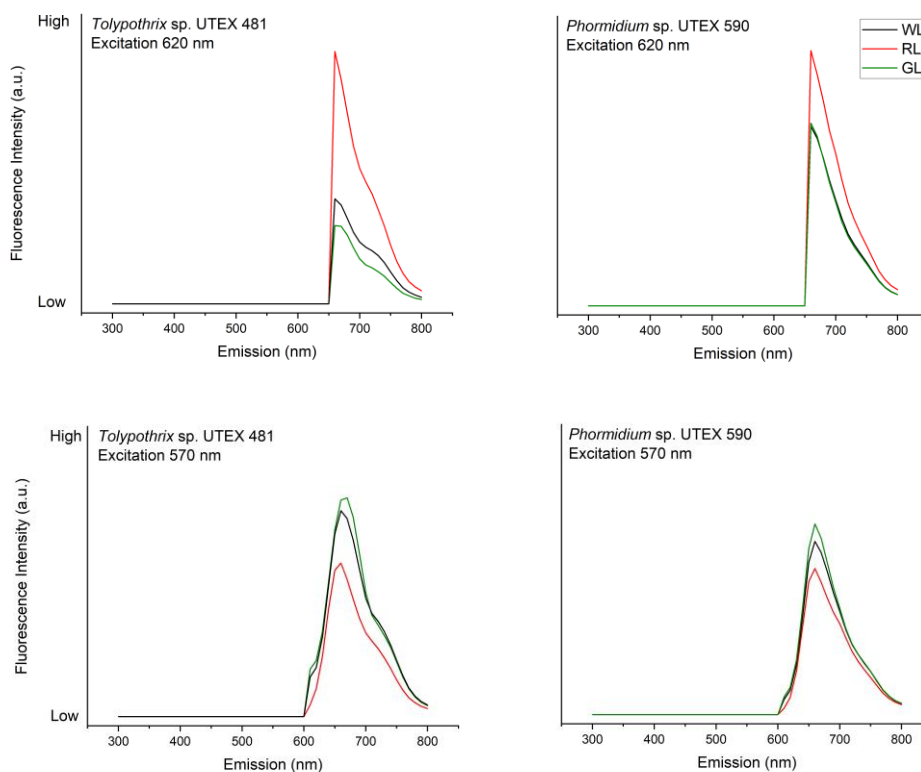 High
Tolypothrix sp. UTEX 481
Excitation 620 nm
Fluorescence Intensity (a.u.)
Low
300 400 500 600 700 800
Emission (nm)
Phormidium sp. UTEX 590
Excitation 620 nm
WL
RL
GL
300 400 500 600 700 800
Emission (nm)
High
Tolypothrix sp. UTEX 481
Excitation 570 nm
Fluorescence Intensity (a.u.)
Low
300 400 500 600 700 800
Emission (nm)
Phormidium sp. UTEX 590
Excitation 570 nm
300 400 500 600 700 800
Emission (nm)